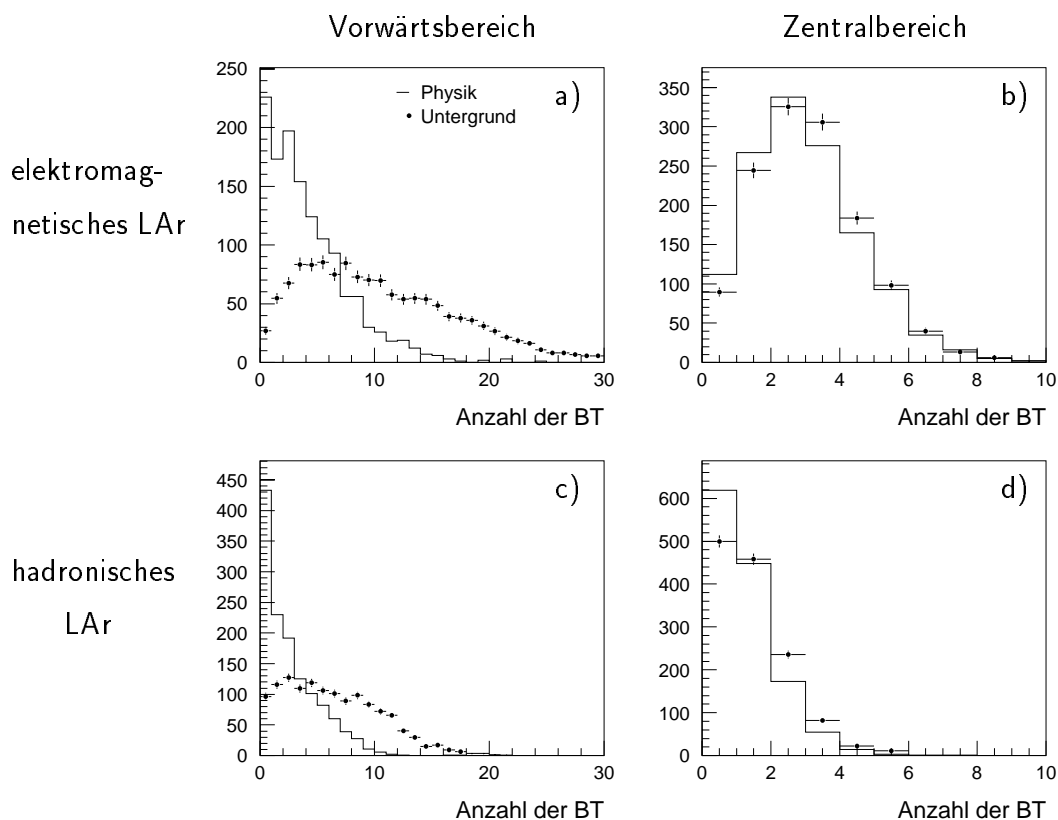 Vorwärtsbereich
Zentralbereich
elektromag-
netisches LAr
hadronisches
LAr
a)
Physik
Untergrund
250
200
150
100
50
0
0 10 20 30
Anzahl der BT
b)
350
300
250
200
150
100
50
0
0 2 4 6 8 10
Anzahl der BT
c)
450
400
350
300
250
200
150
100
50
0
0 10 20 30
Anzahl der BT
d)
600
500
400
300
200
100
0
0 2 4 6 8 10
Anzahl der BT